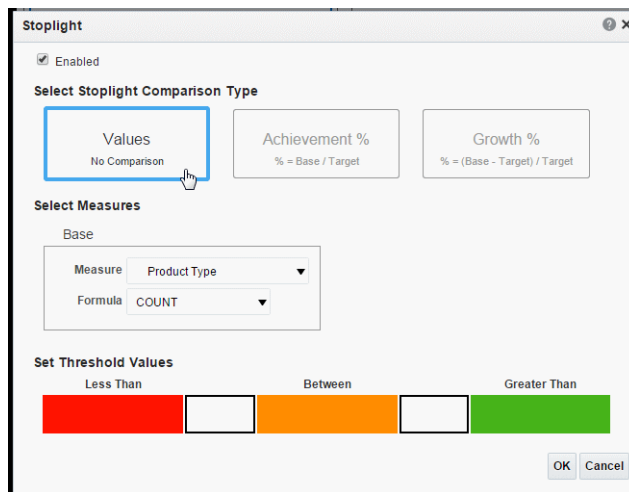 Stoplight
Enabled
Select Stoplight Comparison Type
Values
No Comparison
Achievement %
% = Base / Target
Growth %
% = (Base - Target) / Target
Select Measures
Base
Measure Product Type
Formula COUNT
Set Threshold Values
Less Than Between Greater Than
OK Cancel